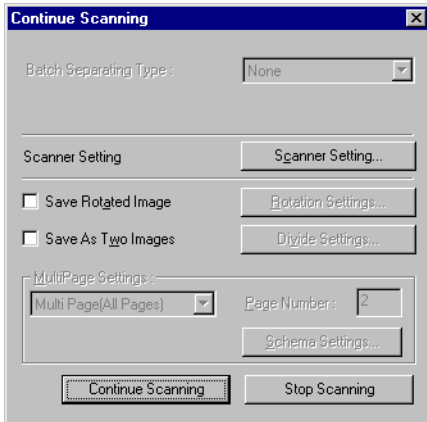 Continue Scanning
Batch Separating Type : None
Scanner Setting Scanner Setting...
Save Rotated Image Rotation Settings...
Save As Two Images Divide Settings...
MultiPage Settings :
Multi Page(All Pages) Page Number : 2
Schema Settings...
Continue Scanning Stop Scanning